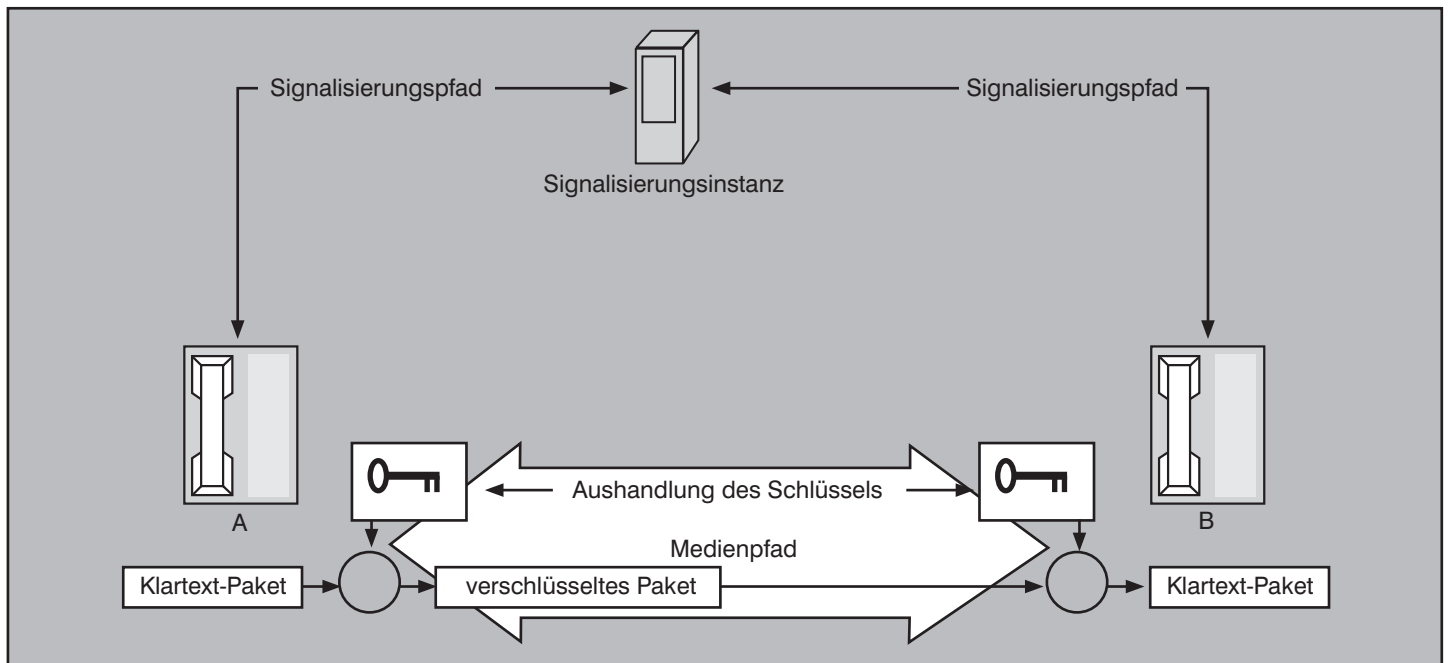 Signalisierungspfad
Signalisierungspfad
Signalisierungsinstanz
A
B
Aushandlung des Schlüssels
Medienpfad
Klartext-Paket
verschlüsseltes Paket
Klartext-Paket